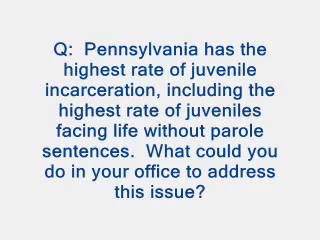 Q:  Pennsylvania has the
highest rate of juvenile
incarceration, including the
highest rate of juveniles
facing life without parole
sentences.  What could you
do in your office to address
this issue?